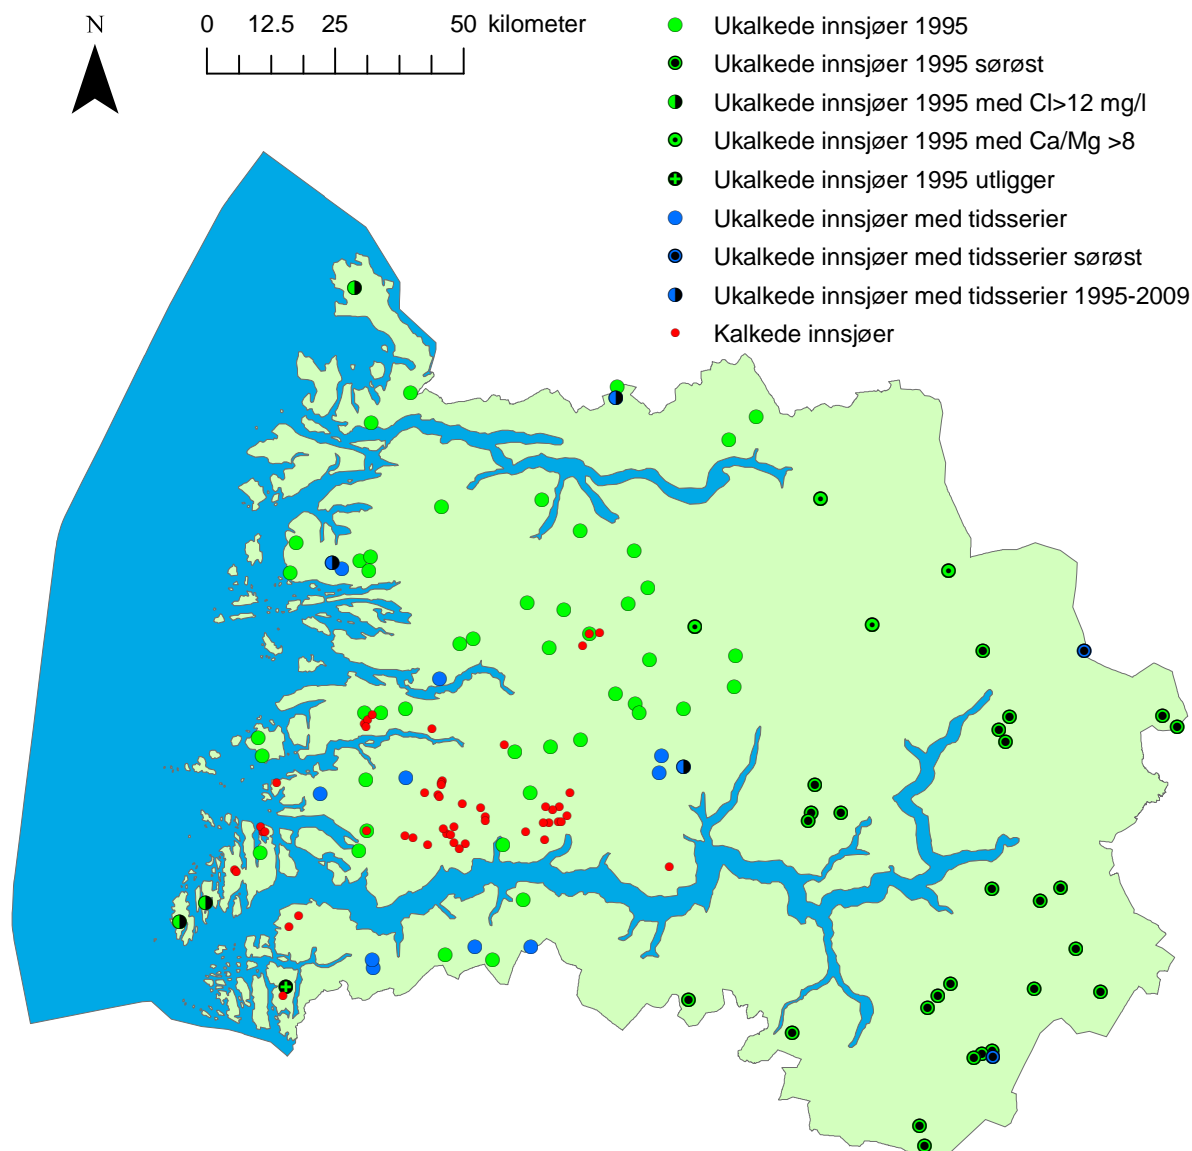 N
0 12.5 25 50 kilometer
Ukalkede innsjøer 1995
Ukalkede innsjøer 1995 sørøst
Ukalkede innsjøer 1995 med Cl>12 mg/l
Ukalkede innsjøer 1995 med Ca/Mg >8
Ukalkede innsjøer 1995 utligger
Ukalkede innsjøer med tidsserier
Ukalkede innsjøer med tidsserier sørøst
Ukalkede innsjøer med tidsserier 1995-2009
Kalkede innsjøer